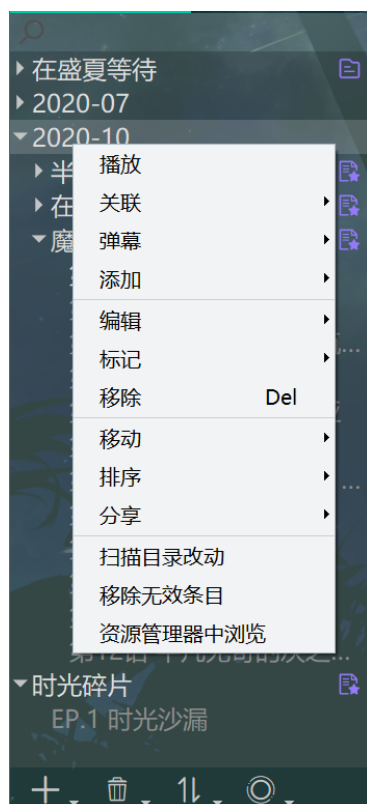 在盛夏等待
2020-07
2020-10
半
在
魔
播放
关联
弹幕
添加
编辑
标记
移除 Del
移动
排序
分享
扫描目录改动
移除无效条目
资源管理器中浏览
时光碎片
EP.1 时光沙漏